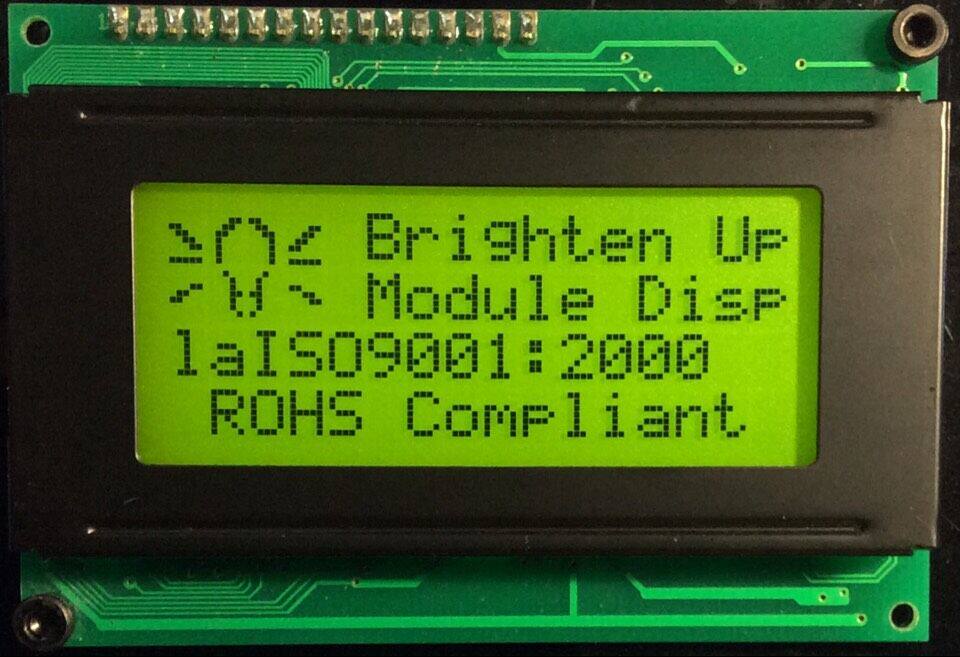 Brighten Up
Module Disp
laISO9001:2000
ROHS Compliant